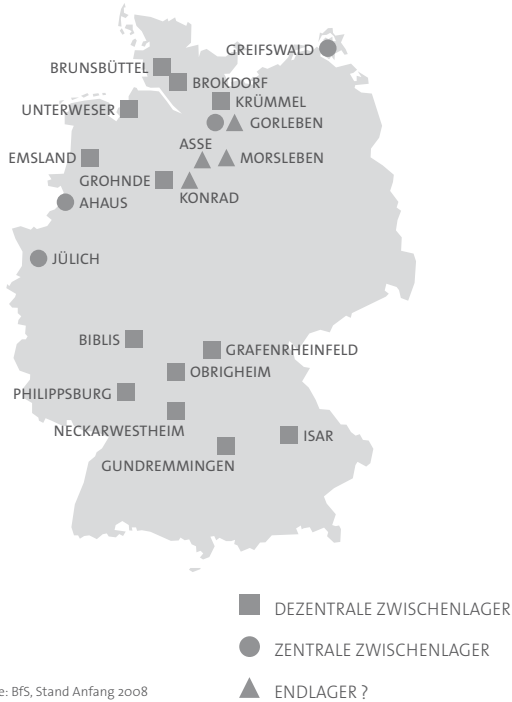 GREIFSWALD
BRUNSBÜTTEL
BROKDORF
KRÜMMEL
UNTERWESER
GORLEBEN
ASSE
EMSLAND
MORSLEBEN
GROHNDE
KONRAD
AHAUS
JÜLICH
BIBLIS
GRAFENRHEINFELD
OBRIGHEIM
PHILIPPSBURG
NECKARWESTHEIM
ISAR
GUNDREMMINGEN
DEZENTRALE ZWISCHENLAGER
ZENTRALE ZWISCHENLAGER
e: BfS, Stand Anfang 2008
ENDLAGER ?